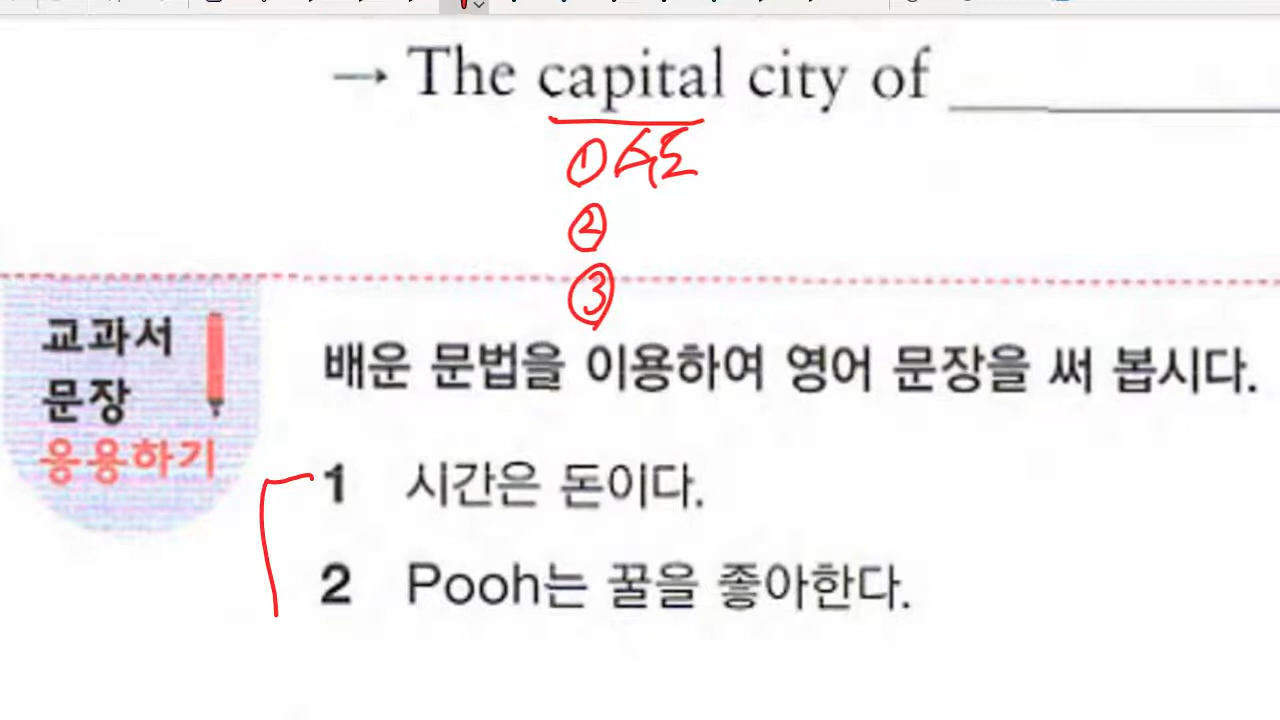 → The capital city of
① 수도
②
③
교과서
문장
응용하기
배운 문법을 이용하여 영어 문장을 써 봅시다.
1 시간은 돈이다.
2 Pooh는 꿀을 좋아한다.